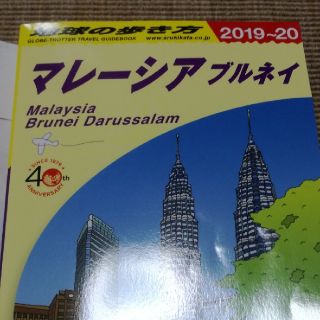 地球の歩き方
2019~20
GLOBE-TROTTER TRAVEL GUIDEBOOK
www.arukikata.co.jp
マレーシア ブルネイ
Malaysia
Brunei Darussalam
SINCE 1979
40th
ANNIVERSARY